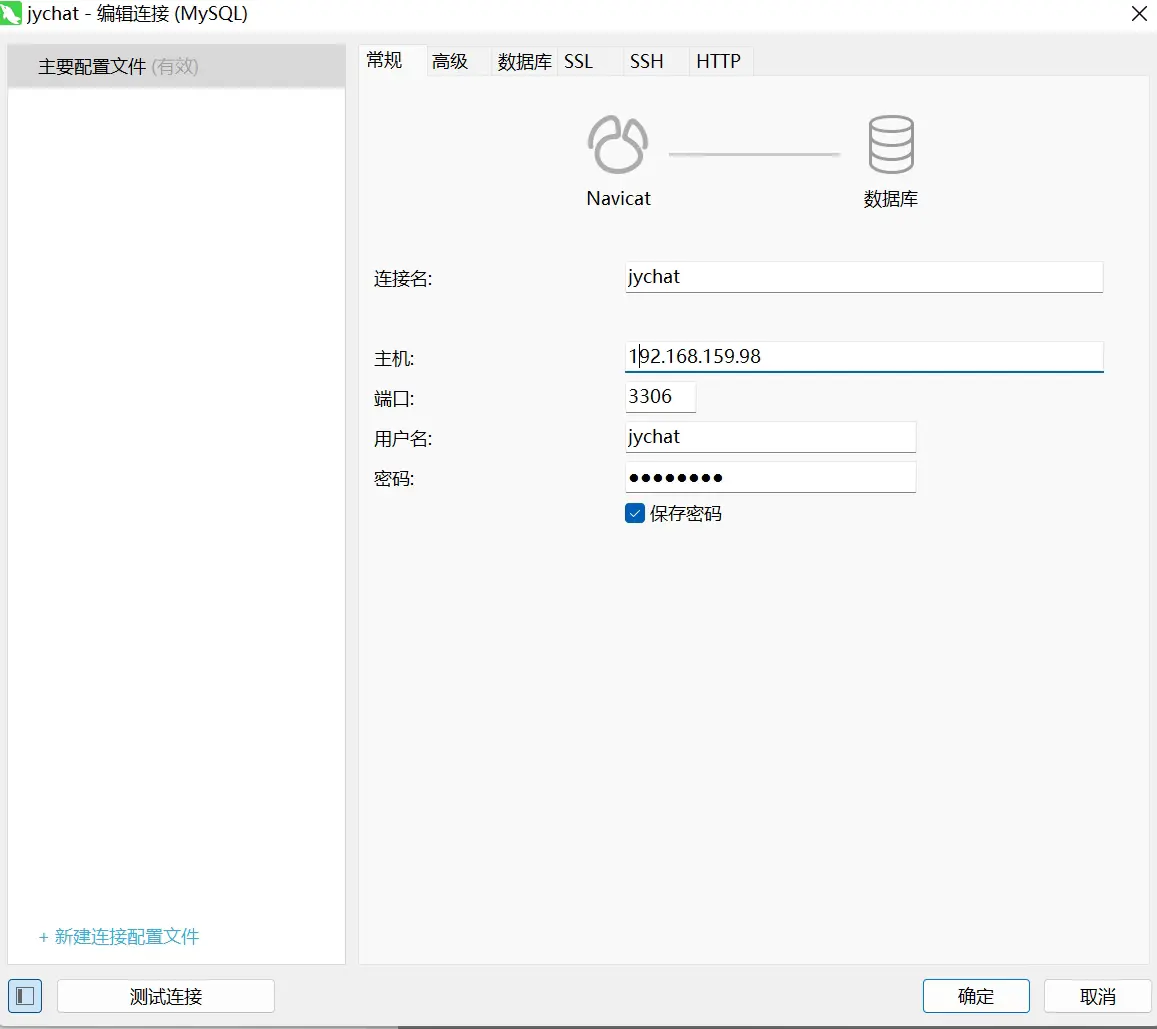 jychat - 编辑连接 (MySQL)
主要配置文件 (有效)
常规 高级 数据库 SSL SSH HTTP
Navicat 数据库
连接名: jychat
主机: 192.168.159.98
端口: 3306
用户名: jychat
密码: ●●●●●●●●
保存密码
+ 新建连接配置文件
测试连接 确定 取消